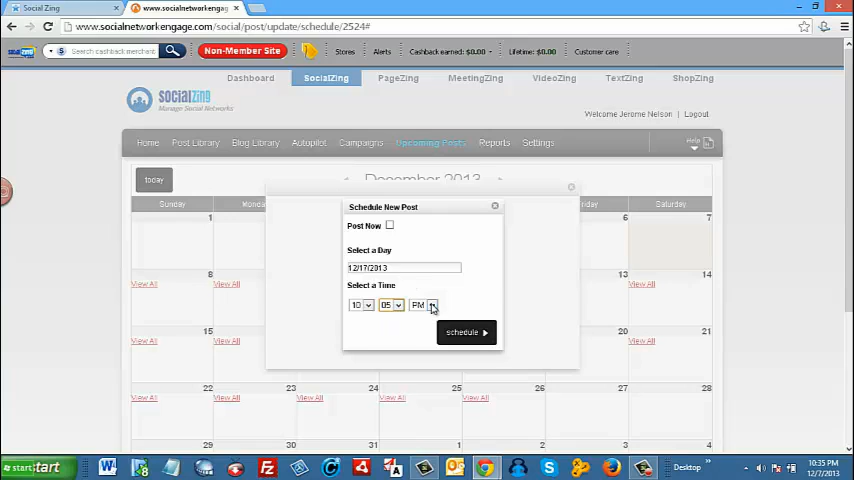 Social Zing
www.socialnetworkengag
www.socialnetworkengage.com/social/post/update/schedule/2524#
Search cashback merchant
Non-Member Site
Stores
Alerts
Cashback earned: $0.00
Lifetime: $0.00
Customer care
Dashboard
SocialZing
PageZing
MeetingZing
VideoZing
TextZing
ShopZing
socialzing
Manage Social Networks
Welcome Jerome Nelson | Logout
Home
Post Library
Blog Library
Autopilot
Campaigns
Upcoming Posts
Reports
Settings
Help
today
December 2013
Sunday
Monda
Friday
Saturday
1
6
7
Schedule New Post
Post Now
Select a Day
12/17/2013
Select a Time
10
05
PM
schedule
8
View All
View All
13
View All
14
15
View All
View All
20
View All
21
22
View All
23
View All
24
View All
25
View All
26
View All
27
28
29
30
31
start
Desktop
10:35 PM
12/7/2013